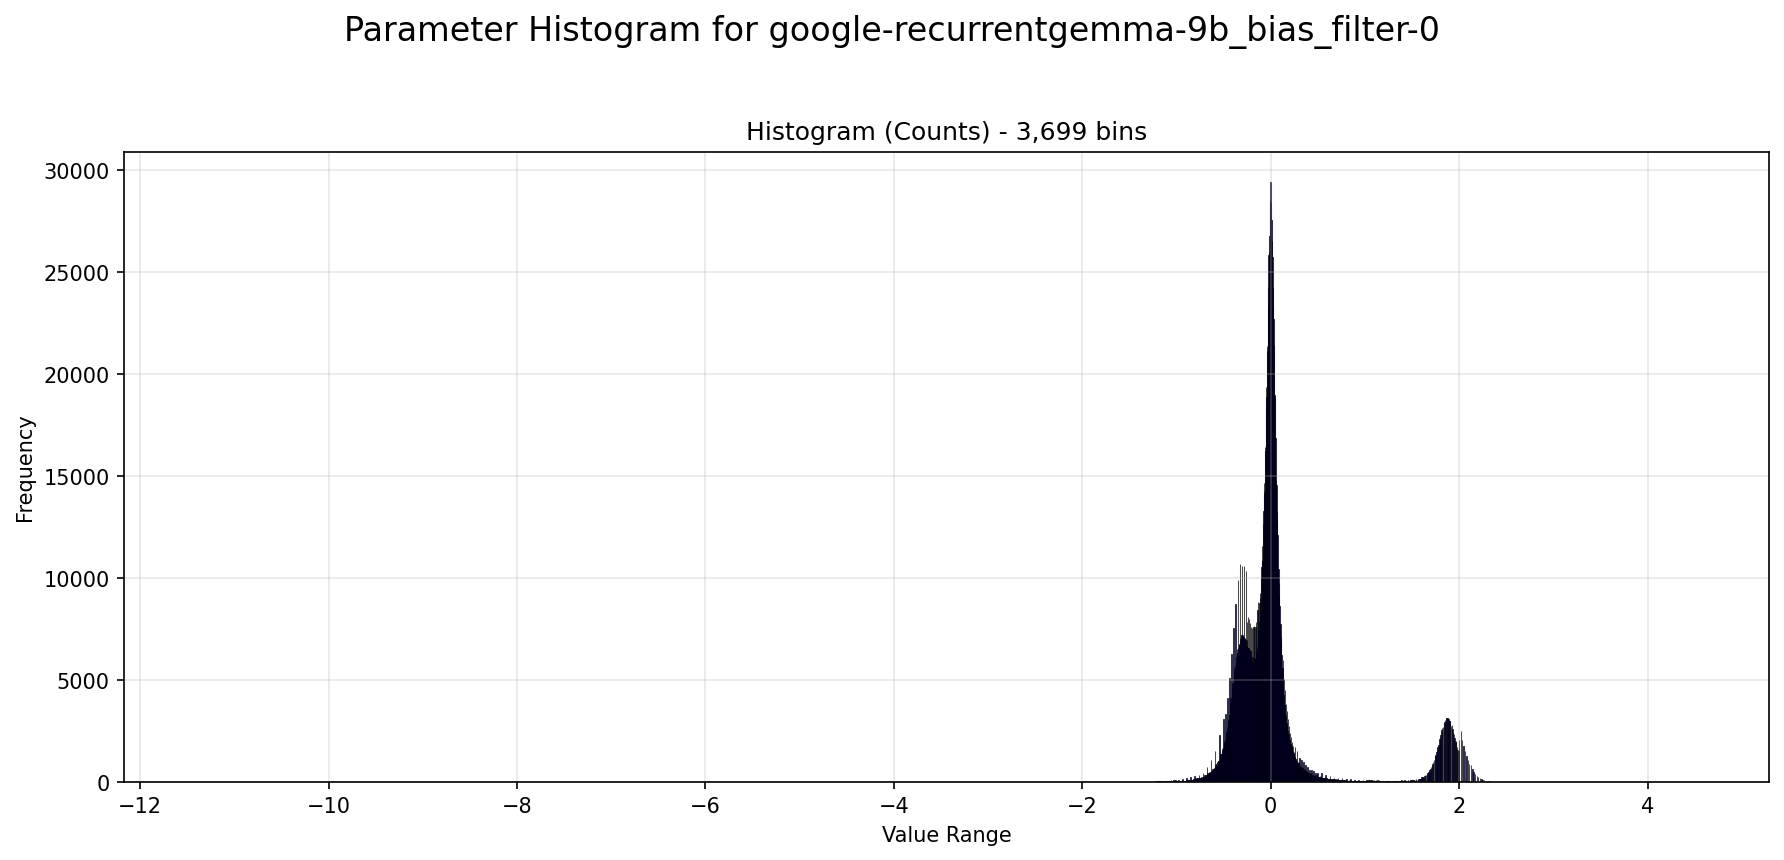 Parameter Histogram for google-recurrentgemma-9b_bias_filter-0
Histogram (Counts) - 3,699 bins
30000
25000
20000
15000
10000
5000
0
Frequency
−12 −10 −8 −6 −4 −2 0 2 4
Value Range